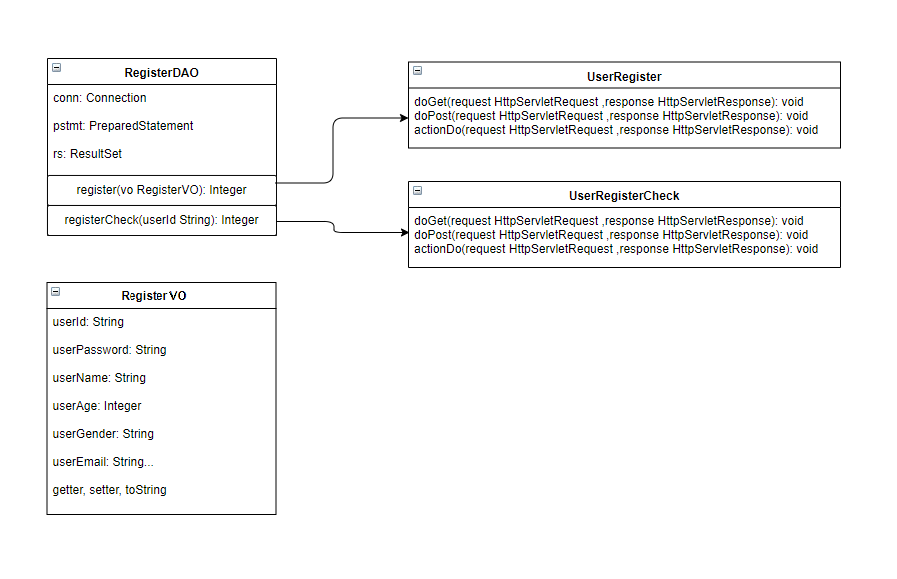 RegisterDAO
conn: Connection
pstmt: PreparedStatement
rs: ResultSet
register(vo RegisterVO): Integer
registerCheck(userId String): Integer
UserRegister
doGet(request HttpServletRequest ,response HttpServletResponse): void
doPost(request HttpServletRequest ,response HttpServletResponse): void
actionDo(request HttpServletRequest ,response HttpServletResponse): void
UserRegisterCheck
doGet(request HttpServletRequest ,response HttpServletResponse): void
doPost(request HttpServletRequest ,response HttpServletResponse): void
actionDo(request HttpServletRequest ,response HttpServletResponse): void
RegisterVO
userId: String
userPassword: String
userName: String
userAge: Integer
userGender: String
userEmail: String...
getter, setter, toString